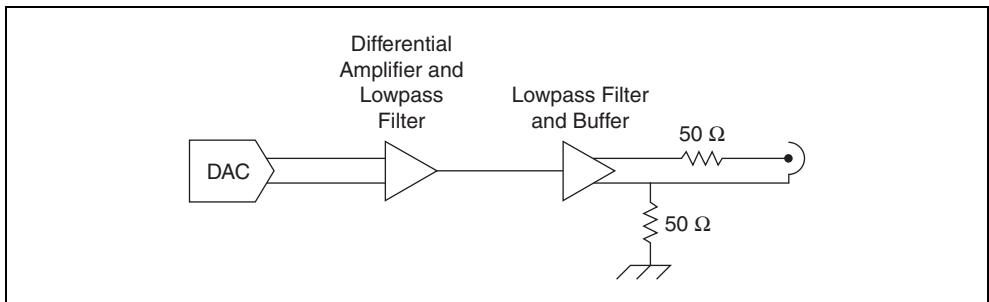 Differential
Amplifier and
Lowpass
Filter
Lowpass Filter
and Buffer
50 Ω
DAC
50 Ω